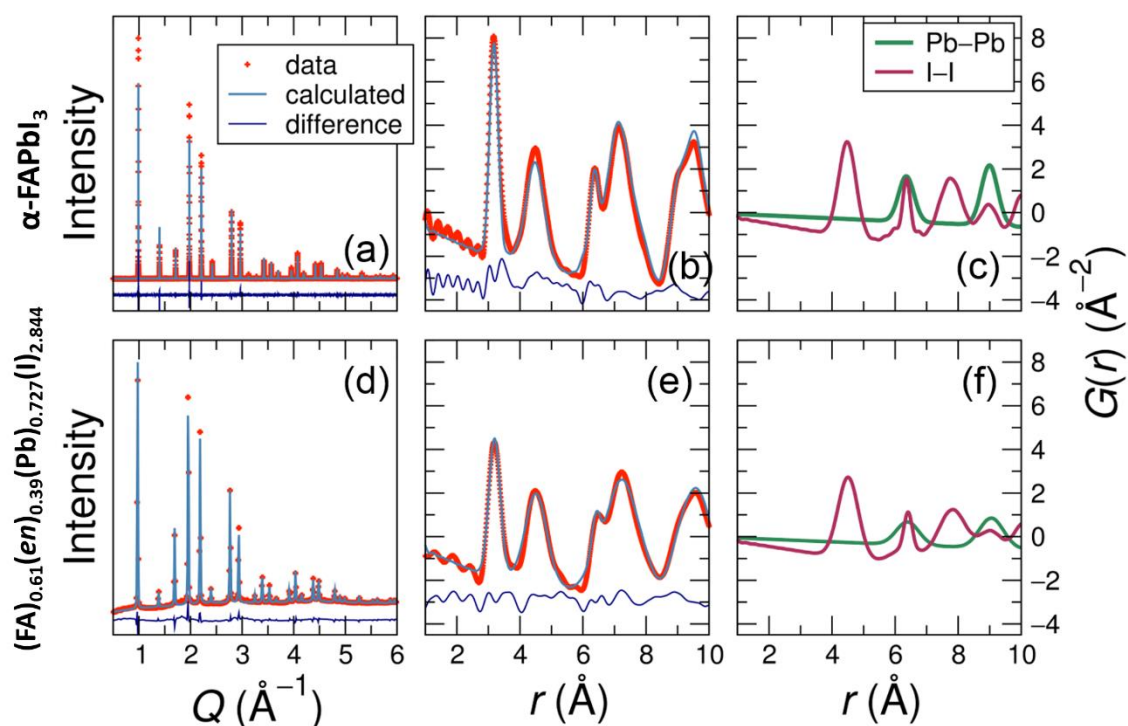 α-FAPbI3
Intensity
data
calculated
difference
(a)
(b)
Pb–Pb
I–I
(c)
8
6
4
2
0
−2
−4
(FA)0.61(en)0.39(Pb)0.727(I)2.844
Intensity
(d)
(e)
(f)
8
6
4
2
0
−2
−4
G(r) (Å−2)
1 2 3 4 5 6
2 4 6 8 10
2 4 6 8 10
Q (Å−1)
r (Å)
r (Å)